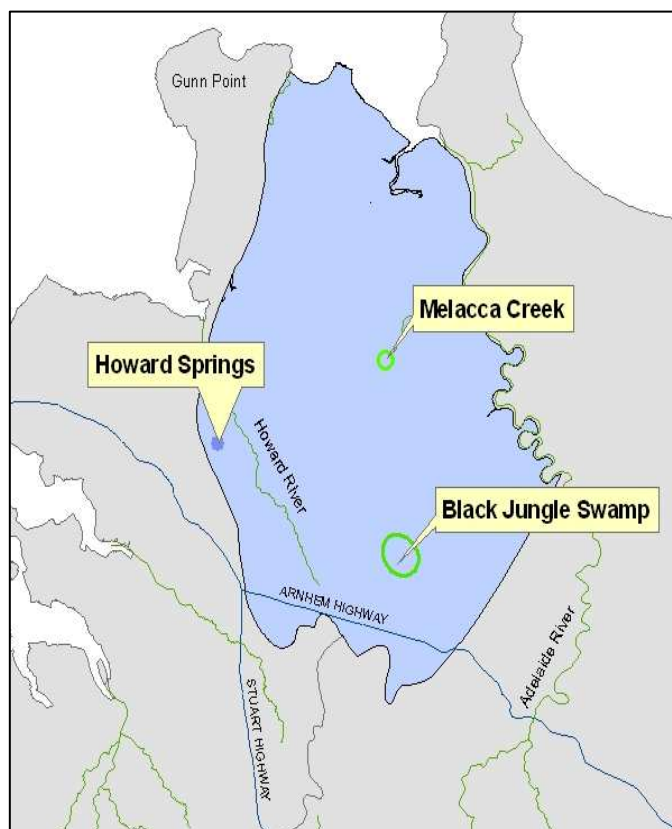 Gunn Point
Melacca Creek
Howard Springs
Howard River
Black Jungle Swamp
ARNHEM HIGHWAY
Adelaide River
STUART HIGHWAY